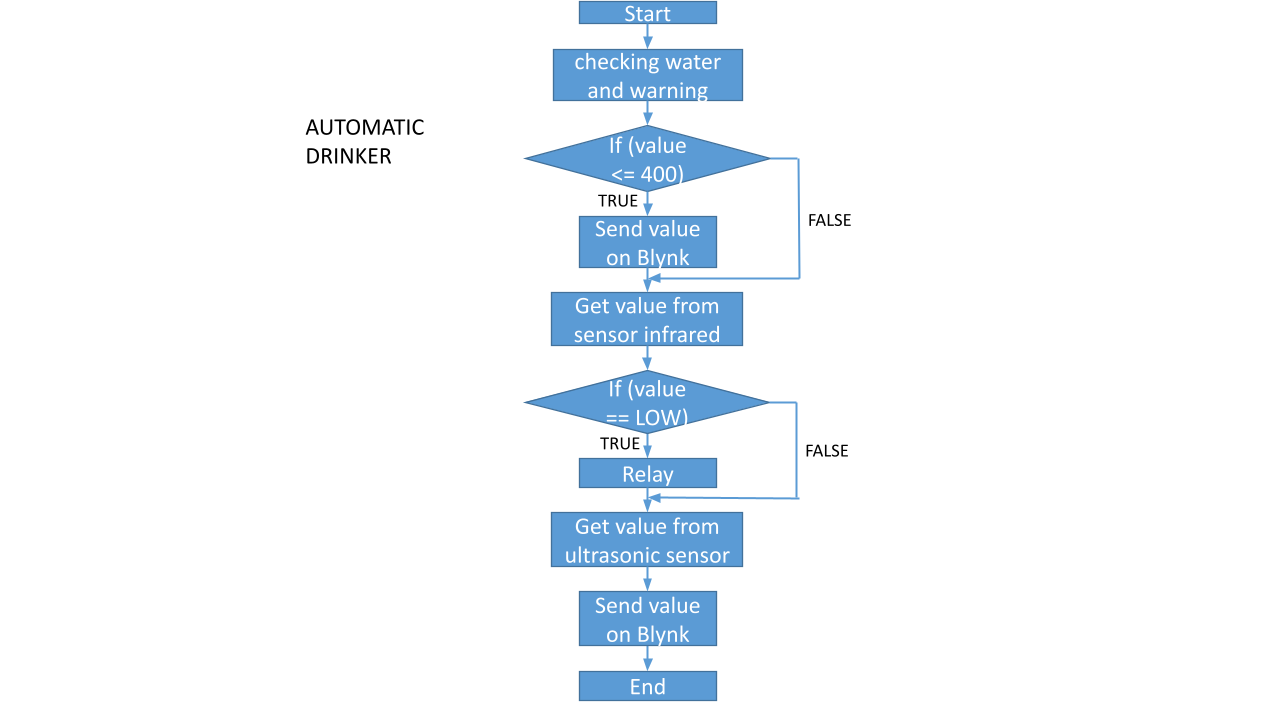 Start
checking water
and warning
AUTOMATIC
DRINKER
If (value
<= 400)
TRUE
FALSE
Send value
on Blynk
Get value from
sensor infrared
If (value
== LOW)
TRUE
FALSE
Relay
Get value from
ultrasonic sensor
Send value
on Blynk
End